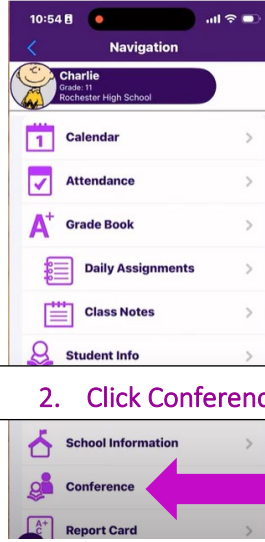 10:54
Navigation
Charlie
Grade: 11
Rochester High School
1 Calendar
Attendance
A+ Grade Book
Daily Assignments
Class Notes
Student Info
2. Click Conferenc
School Information
Conference
A+
C Report Card